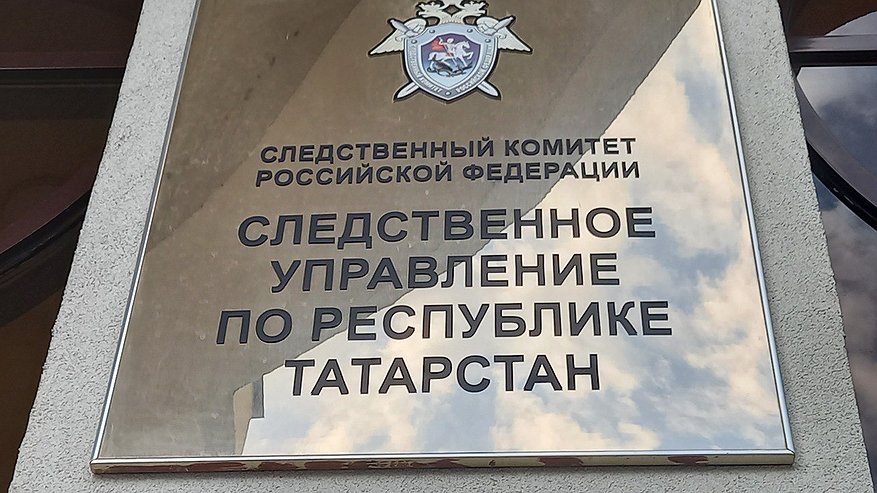 СЛЕДСТВЕННЫЙ КОМИТЕТ
РОССИЙСКОЙ ФЕДЕРАЦИИ
СЛЕДСТВЕННОЕ
УПРАВЛЕНИЕ
ПО РЕСПУБЛИКЕ
ТАТАРСТАН